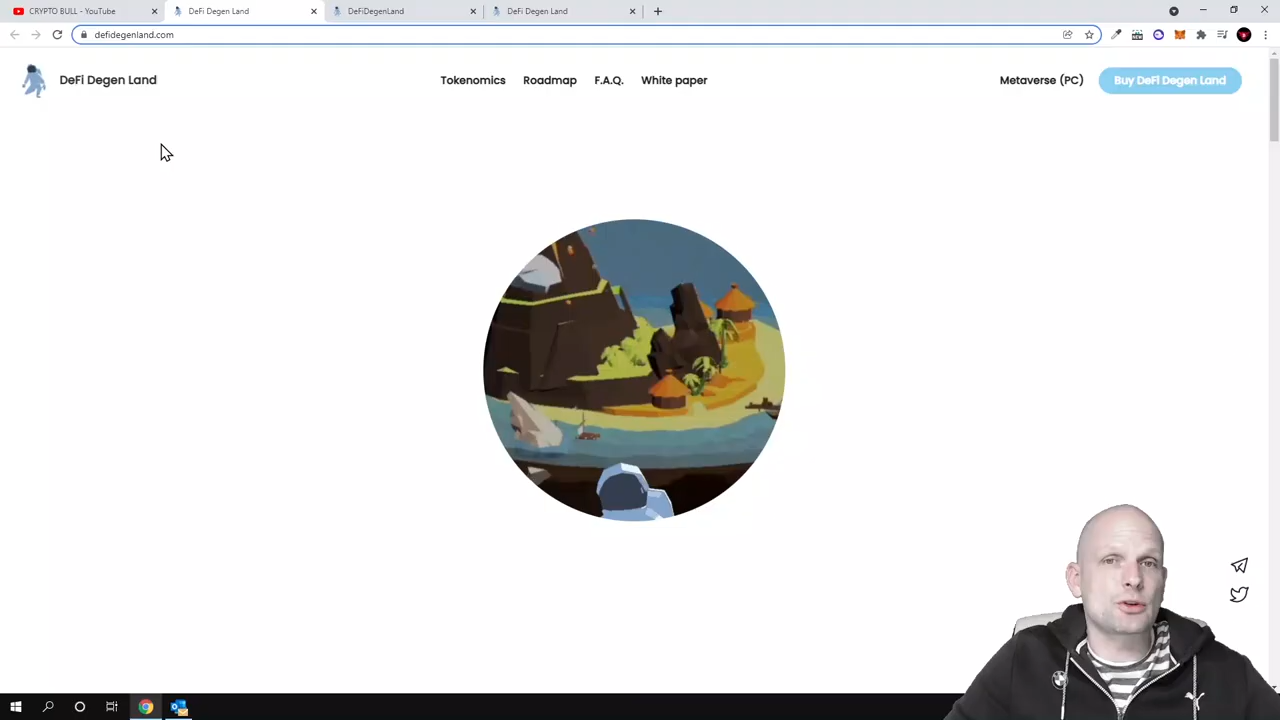 CRYPTO BULL - YouTube
DeFi Degen Land
DeFiDegenLand
DeFi Degen Land
defidegenland.com
DeFi Degen Land
Tokenomics
Roadmap
F.A.Q.
White paper
Metaverse (PC)
Buy DeFi Degen Land